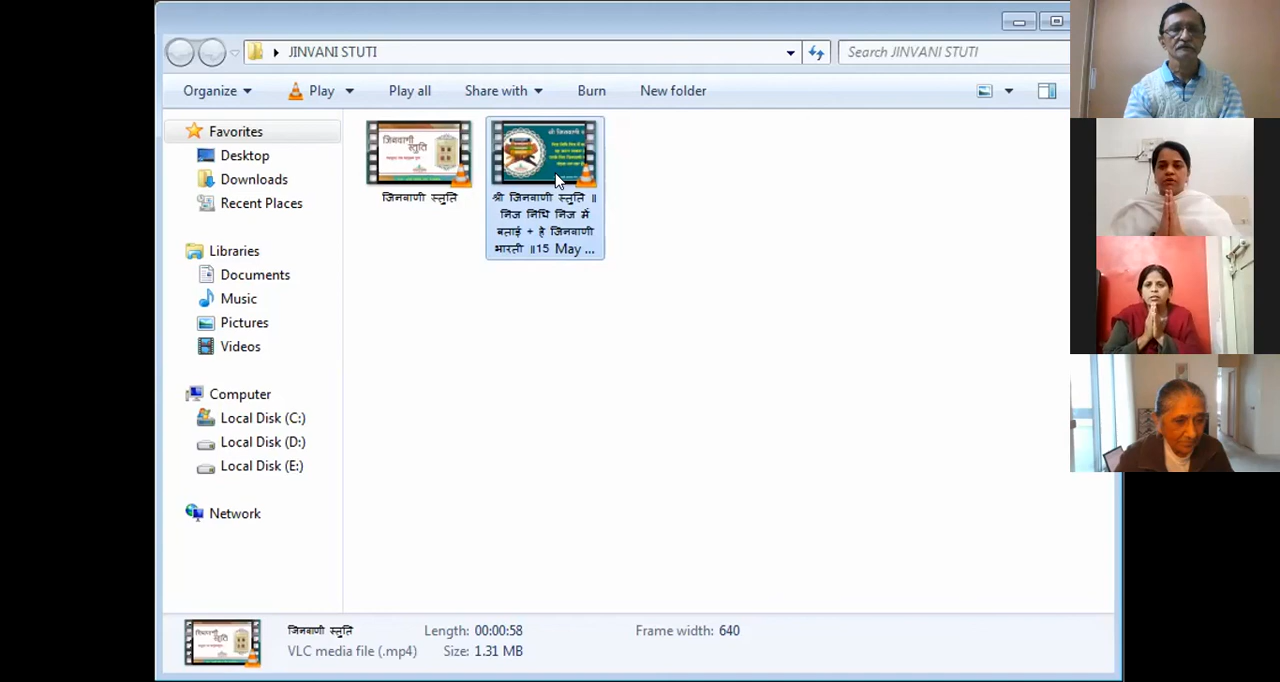 JINVANI STUTI
Search JINVANI STUTI
Organize
Play
Play all
Share with
Burn
New folder
Favorites
Desktop
Downloads
Recent Places
Libraries
Documents
Music
Pictures
Videos
Computer
Local Disk (C:)
Local Disk (D:)
Local Disk (E:)
Network
जिनवाणी
स्तुति
जिनवाणी स्तुति
श्री जिनवाणी स्तुति ॥
निज निधि निज में
बताई + हे जिनवाणी
भारती ॥15 May ...
जिनवाणी स्तुति
Length: 00:00:58
Frame width: 640
VLC media file (.mp4)
Size: 1.31 MB